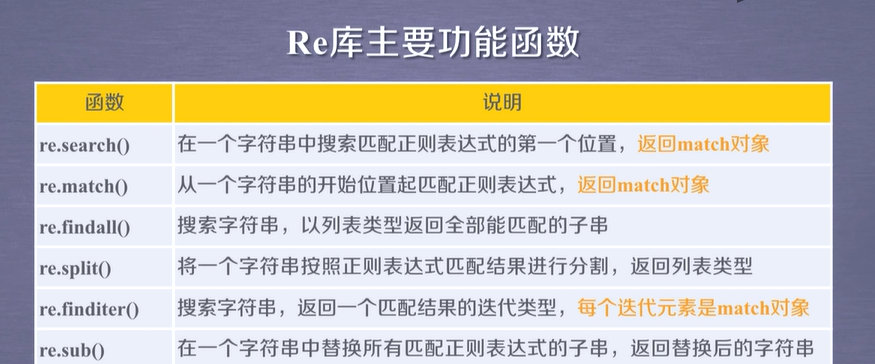 Re库主要功能函数
函数 说明
re.search() 在一个字符串中搜索匹配正则表达式的第一个位置，返回match对象
re.match() 从一个字符串的开始位置起匹配正则表达式，返回match对象
re.findall() 搜索字符串，以列表类型返回全部能匹配的子串
re.split() 将一个字符串按照正则表达式匹配结果进行分割，返回列表类型
re.finditer() 搜索字符串，返回一个匹配结果的迭代类型，每个迭代元素是match对象
re.sub() 在一个字符串中替换所有匹配正则表达式的子串，返回替换后的字符串